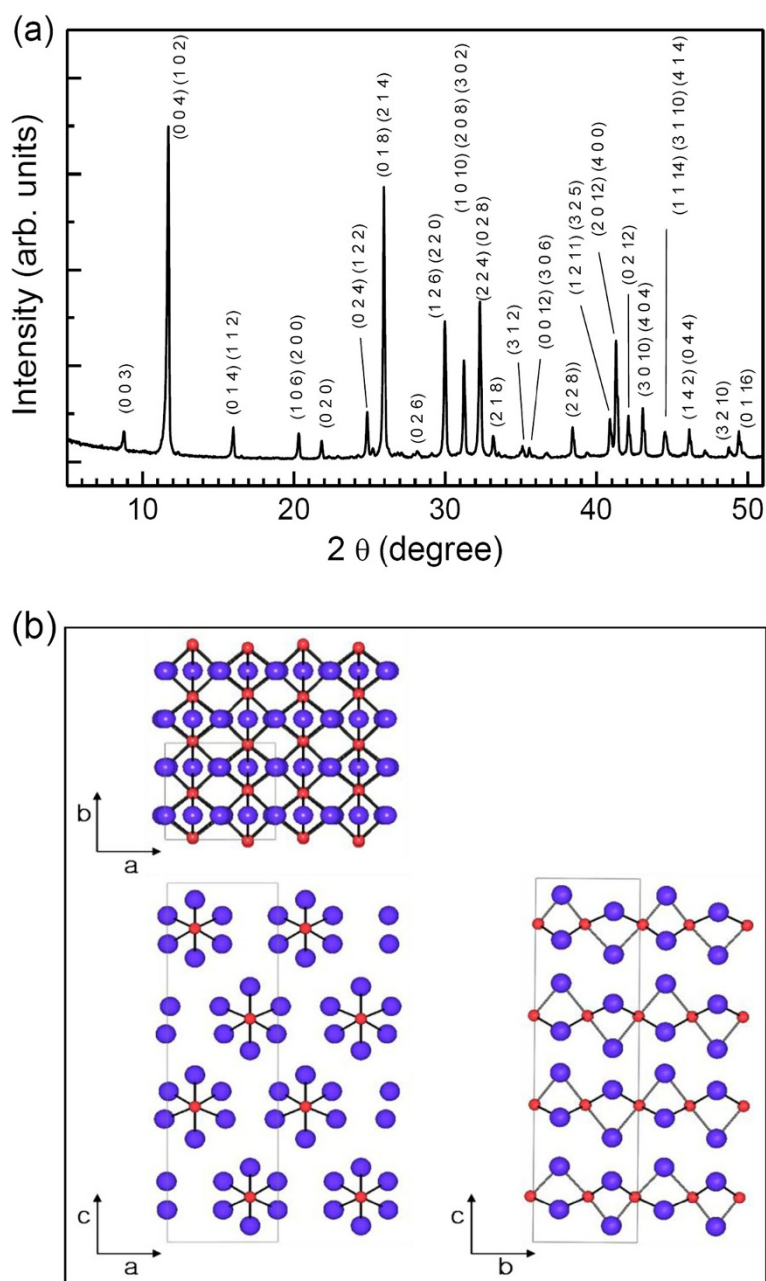 (a)
Intensity (arb. units)
(0 0 3)
(0 0 4) (1 0 2)
(0 1 4) (1 1 2)
(1 0 6) (2 0 0)
(0 2 0)
(0 2 4) (1 2 2)
(0 1 8) (2 1 4)
(0 2 6)
(1 2 6) (2 2 0)
(1 0 10) (2 0 8) (3 0 2)
(2 2 4) (0 2 8)
(2 1 8)
(3 1 2)
(0 0 12) (3 0 6)
(2 2 8))
(1 2 11) (3 2 5)
(2 0 12) (4 0 0)
(0 2 12)
(3 0 10) (4 0 4)
(1 1 14) (3 1 10) (4 1 4)
(1 4 2) (0 4 4)
(3 2 10)
(0 1 16)
10 20 30 40 50
2 θ (degree)
(b)
b
a
c
a
c
b